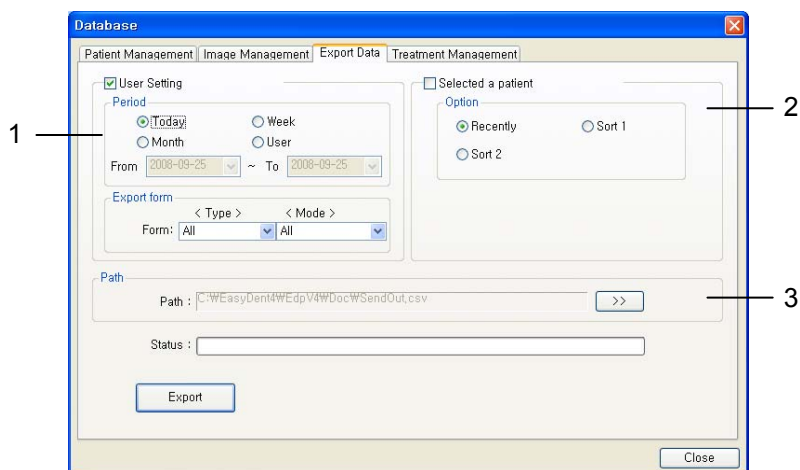 Database
Patient Management Image Management Export Data Treatment Management
User Setting
Period
Today Week
Month User
From 2008-09-25 ~ To 2008-09-25
Export form
< Type > < Mode >
Form: All All
Selected a patient
Option
Recently Sort 1
Sort 2
Path
Path : C:₩EasyDent4₩EdpV4₩Doc₩SendOut.csv >>
Status :
Export
Close
1
2
3